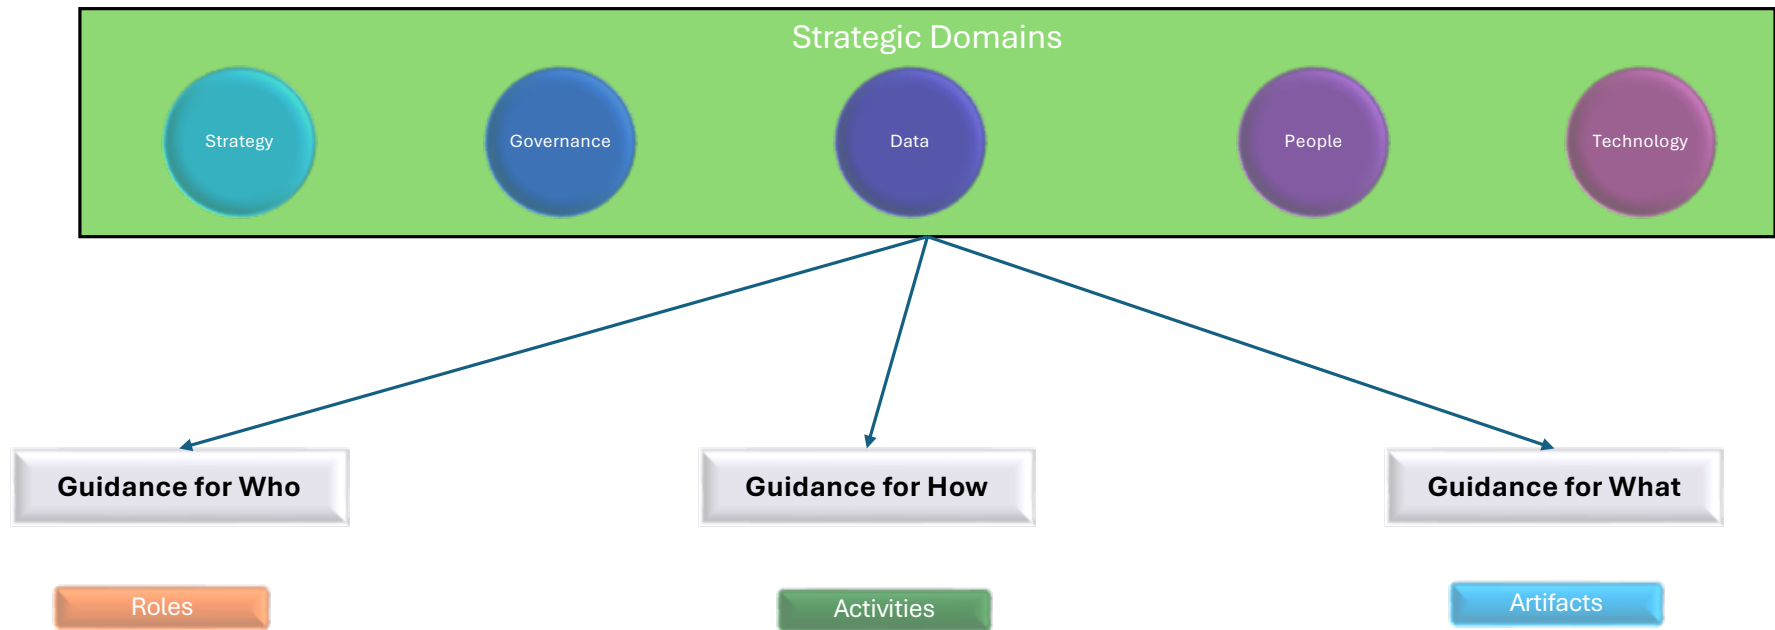 Strategic Domains
Strategy
Governance
Data
People
Technology
Guidance for Who
Guidance for How
Guidance for What
Roles
Activities
Artifacts